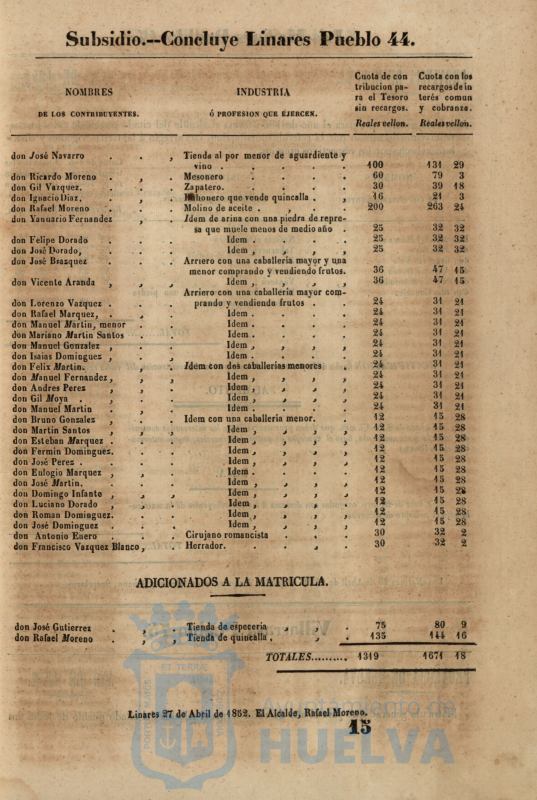 Subsidio.--Concluye Linares Pueblo 44.
NOMBRES DE LOS CONTRIBUYENTES. INDUSTRIA Ó PROFESION QUE EJERCEN. Cuota de contribucion para el Tesoro sin recargos. Reales vellon. Cuota con los recargos de interés comun y cobranza. Reales vellon.
don José Navarro . . , Tienda al por menor de aguardiente y
vino . . . . . 400 131 29
don Ricardo Moreno . . , Mesonero . . . . . 60 79 3
don Gil Vazquez. . . . Zapatero. . . . . . 30 39 18
don Ignacio Diaz. . . , Buhonero que vende quincalla . , 16 21 3
don Rafael Moreno . . . Molino de aceite . . , . 200 263 24
don Yanuario Fernandez , . Idem de arina con una piedra de repre-
sa que muele menos de medio año . 25 32 32
don Felipe Dorado . . . Idem . . . . 25 32 32
don José Dorado, . . . Idem , , , , 25 32 32
don José Brazquez . . . Arriero con una caballeria mayor y una
menor comprando y vendiendo frutos. 36 47 15
don Vicente Aranda , . . Idem , , , , 36 47 15
Arriero con una caballeria mayor com-
don Lorenzo Vazquez . . . prando y vendiendo frutos . . 24 31 21
don Rafael Marquez, . . . Idem . . . . 24 31 21
don Manuel Martin, menor . . Idem . . . . 24 31 21
don Mariano Martin Santos . . Idem . . . . 24 31 21
don Manuel Gonzalez , , . Idem , , , , 24 31 21
don Isaias Dominguez , , . Idem . . . . 24 31 21
don Felix Martin. . . . Idem con dos caballerias menores 24 31 21
don Manuel Fernandez, , . Idem , , , , 24 31 21
don Andres Perez , . . Idem , , , , 24 31 21
don Gil Moya . , . Idem , , , , 24 31 21
don Manuel Martin . , . Idem . . . . 24 31 21
don Bruno Gonzalez , . . Idem con una caballeria menor. . 12 15 28
don Martin Santos . , , Idem , , , , 12 15 28
don Esteban Marquez . . . Idem . . . . 12 15 28
don Fermin Dominguez. . . Idem . . . . 12 15 28
don José Perez . . . . Idem . . . . 12 15 28
don Eulogio Marquez , . . Idem , , , , 12 15 28
don José Martin. . . . Idem . . . . 12 15 28
don Domingo Infante , , , Idem , , , , 12 15 28
don Luciano Dorado , , . Idem , , , , 12 15 28
don Roman Dominguez. . . Idem , , , , 12 15 28
don José Dominguez . . . Idem , . . . 12 15 28
don Antonio Enero . . . Cirujano romancista . . . 30 32 2
don Francisco Vazquez Blanco, . Herrador. . . . . 30 32 2
ADICIONADOS A LA MATRICULA.
don José Gutierrez . , , Tienda de especeria , , . 75 80 9
don Rafael Moreno . , , Tienda de quincalla . , , . 135 144 16
TOTALES.......... 1319 1671 18
Linares 27 de Abril de 1852. El Alcalde, Rafael Moreno.
15
HUELVA